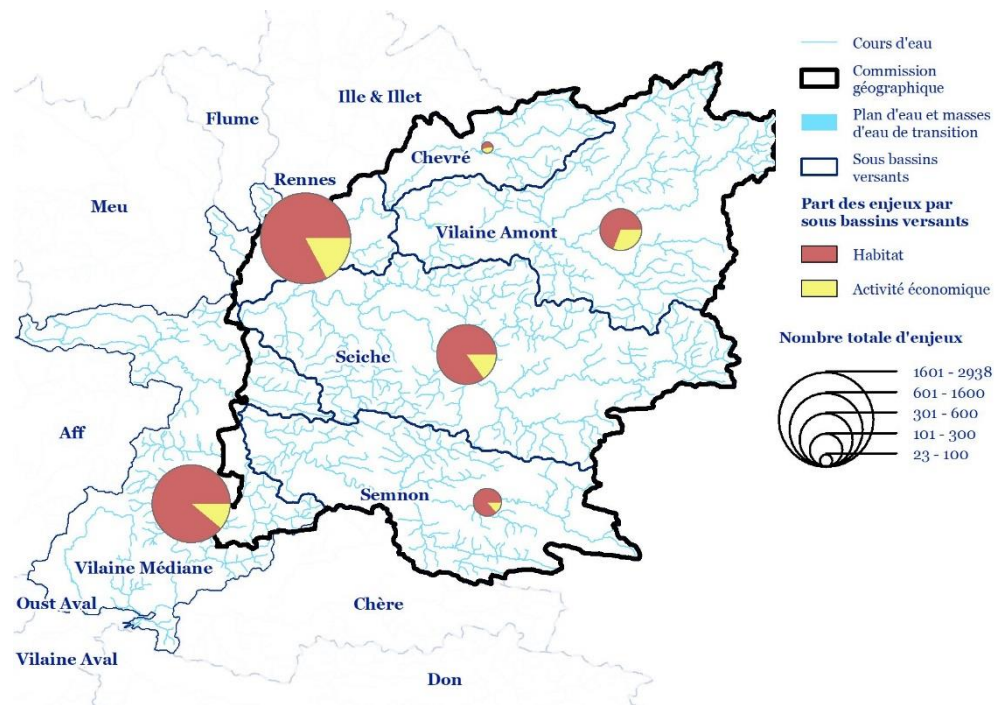 Ille & Illet
Flume
Chevré
Rennes
Meu
Vilaine Amont
Seiche
Aff
Semnon
Vilaine Médiane
Oust Aval
Chère
Vilaine Aval
Don
Cours d'eau
Commission
géographique
Plan d'eau et masses
d'eau de transition
Sous bassins
versants
Part des enjeux par
sous bassins versants
Habitat
Activité économique
Nombre totale d'enjeux
1601 - 2938
601 - 1600
301 - 600
101 - 300
23 - 100